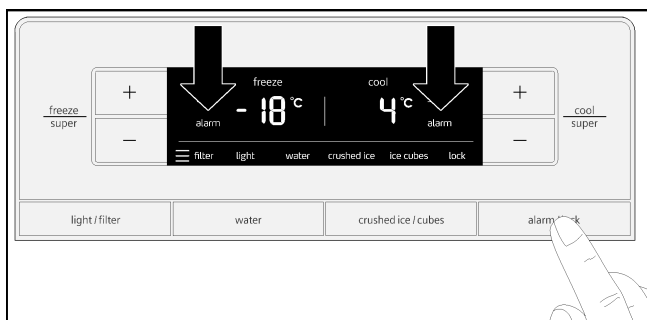 freeze
super
+
−
freeze
cool
- 18 °C
4 °C
alarm
alarm
filter
light
water
crushed ice
ice cubes
lock
+
−
cool
super
light / filter
water
crushed ice / cubes